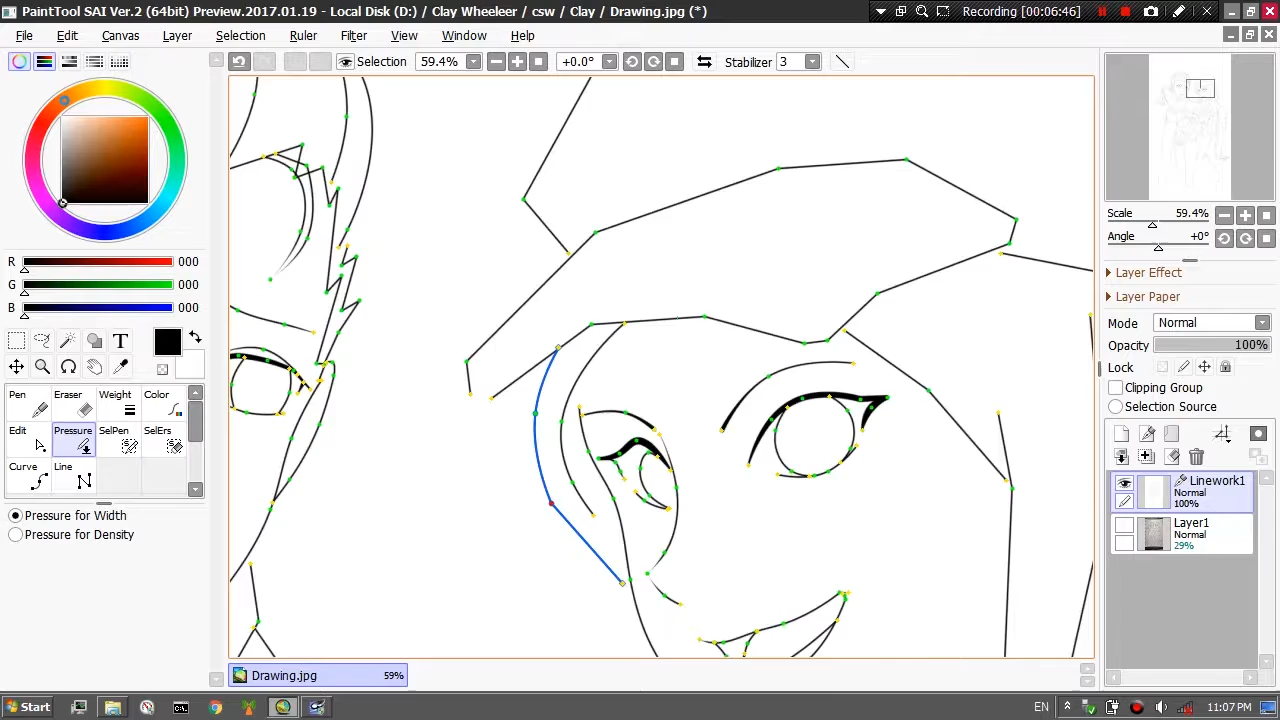 PaintTool SAI Ver.2 (64bit) Preview.2017.01.19 - Local Disk (D:) / Clay Wheeleer / csw / Clay / Drawing.jpg (*)
Recording [00:06:46]
File Edit Canvas Layer Selection Ruler Filter View Window Help
Selection 59.4% +0.0° Stabilizer 3
R 000
G 000
B 000
T
Pen Eraser Weight Color
Edit Pressure SelPen SelErs
Curve Line
Pressure for Width
Pressure for Density
Scale 59.4%
Angle +0°
Layer Effect
Layer Paper
Mode Normal
Opacity 100%
Lock
Clipping Group
Selection Source
Linework1
Normal
100%
Layer1
Normal
29%
Drawing.jpg 59%
Start EN 11:07 PM